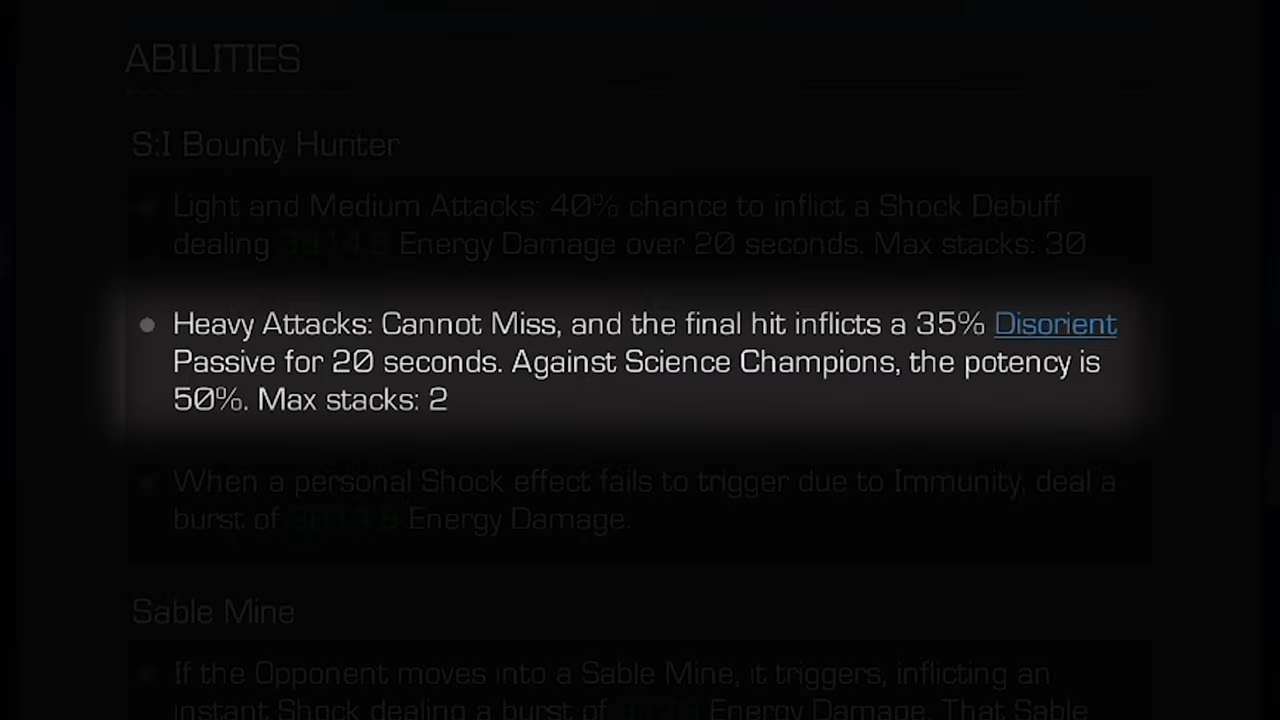 ABILITIES
S:I Bounty Hunter
Light and Medium Attacks: 40% chance to inflict a Shock Debuff
dealing Energy Damage over 20 seconds. Max stacks: 30
Heavy Attacks: Cannot Miss, and the final hit inflicts a 35% Disorient
Passive for 20 seconds. Against Science Champions, the potency is
50%. Max stacks: 2
When a personal Shock effect fails to trigger due to Immunity, deal a
burst of Energy Damage.
Sable Mine
If the Opponent moves into a Sable Mine, it triggers, inflicting an
instant Shock dealing a burst of Energy Damage. That Sable